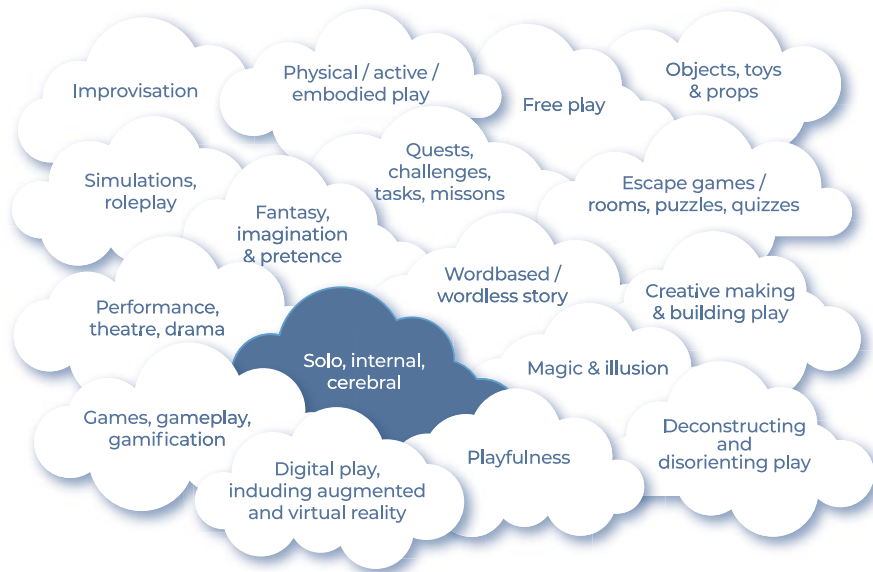 Improvisation
Physical / active /
embodied play
Free play
Objects, toys
& props
Simulations,
roleplay
Fantasy,
imagination
& pretence
Quests,
challenges,
tasks, missons
Escape games /
rooms, puzzles, quizzes
Performance,
theatre, drama
Wordbased /
wordless story
Creative making
& building play
Solo, internal,
cerebral
Magic & illusion
Games, gameplay,
gamification
Digital play,
including augmented
and virtual reality
Playfulness
Deconstructing
and
disorienting play